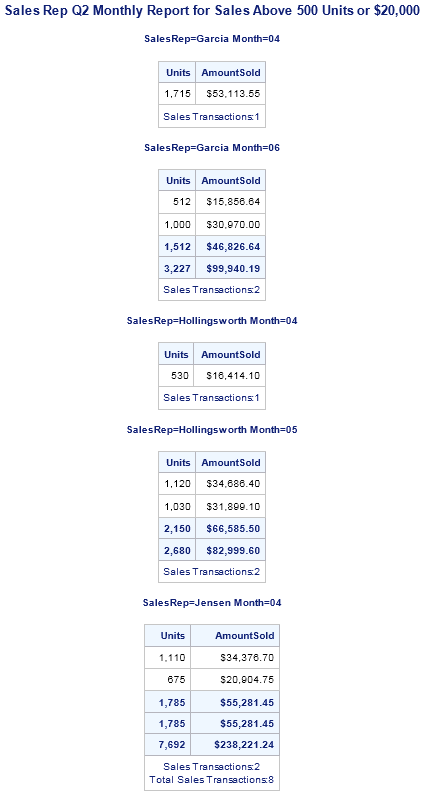 Sales Rep Q2 Monthly Report for Sales Above 500 Units or $20,000
SalesRep=Garcia Month=04
Units AmountSold
1,715 $53,113.55
Sales Transactions:1
SalesRep=Garcia Month=06
Units AmountSold
512 $15,856.64
1,000 $30,970.00
1,512 $46,826.64
3,227 $99,940.19
Sales Transactions:2
SalesRep=Hollingsworth Month=04
Units AmountSold
530 $16,414.10
Sales Transactions:1
SalesRep=Hollingsworth Month=05
Units AmountSold
1,120 $34,686.40
1,030 $31,899.10
2,150 $66,585.50
2,680 $82,999.60
Sales Transactions:2
SalesRep=Jensen Month=04
Units AmountSold
1,110 $34,376.70
675 $20,904.75
1,785 $55,281.45
1,785 $55,281.45
7,692 $238,221.24
Sales Transactions:2
Total Sales Transactions:8